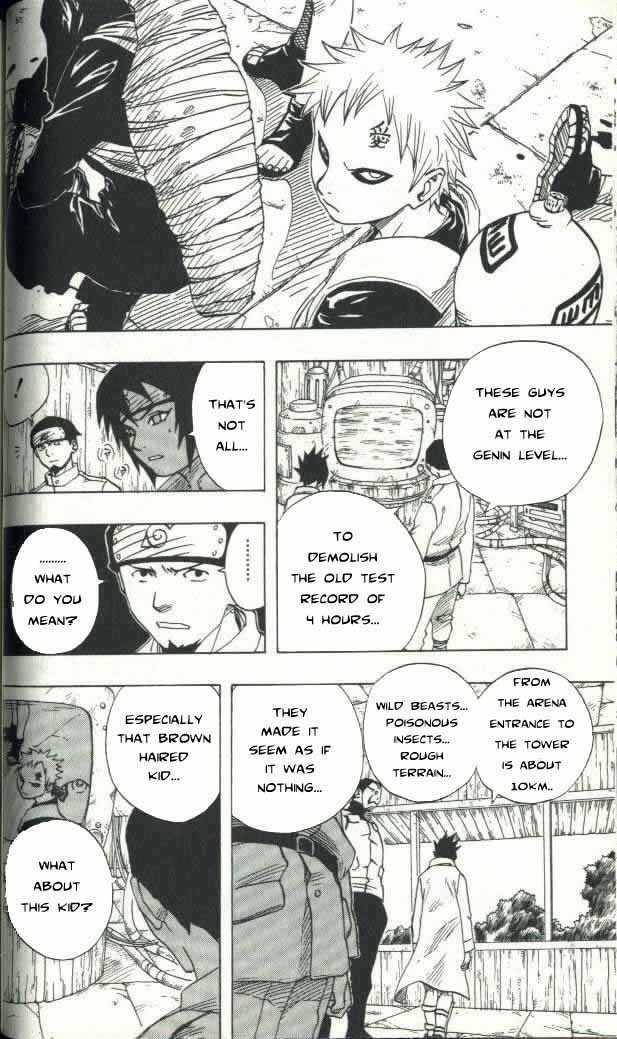 愛
THESE GUYS
ARE NOT
AT THE
GENIN LEVEL...
TO
DEMOLISH
THE OLD TEST
RECORD OF
4 HOURS...
THAT'S
NOT
ALL...
(?)
(?)
!
.........
.........
WHAT
DO YOU
MEAN?
FROM
THE ARENA
ENTRANCE TO
THE TOWER
IS ABOUT
10KM..
WILD BEASTS...
POISONOUS
INSECTS...
ROUGH
TERRAIN...
THEY
MADE IT
SEEM AS IF
IT WAS
NOTHING...
ESPECIALLY
THAT BROWN
HAIRED
KID...
WHAT
ABOUT
THIS KID?